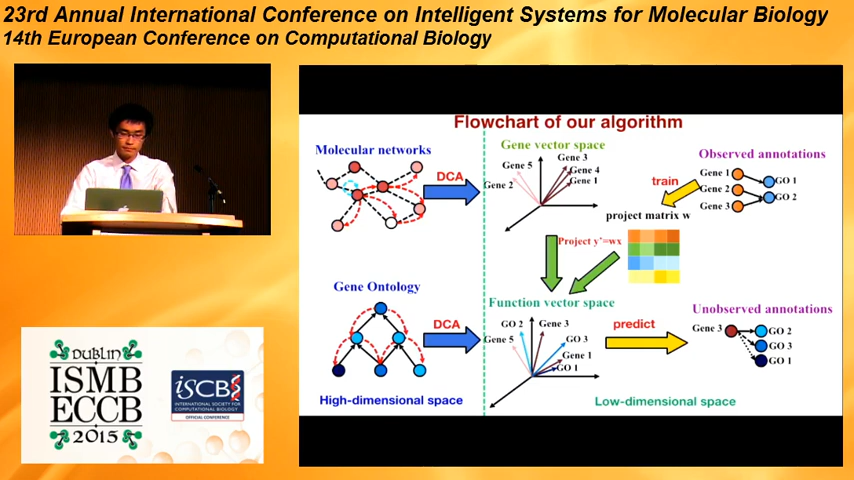 23rd Annual International Conference on Intelligent Systems for Molecular Biology
14th European Conference on Computational Biology
Flowchart of our algorithm
Molecular networks
DCA
Gene vector space
Gene 5
Gene 3
Gene 4
Gene 2
Gene 1
train
Observed annotations
Gene 1
Gene 2
Gene 3
GO 1
GO 2
project matrix w
Project y'=wx
Gene Ontology
DCA
Function vector space
GO 2
Gene 3
Gene 5
GO 3
Gene 1
GO 1
predict
Unobserved annotations
Gene 3
GO 2
GO 3
GO 1
High-dimensional space
Low-dimensional space
DUBLIN
ISMB
ECCB
2015
ISCB
INTERNATIONAL SOCIETY FOR
COMPUTATIONAL BIOLOGY
OFFICIAL CONFERENCE